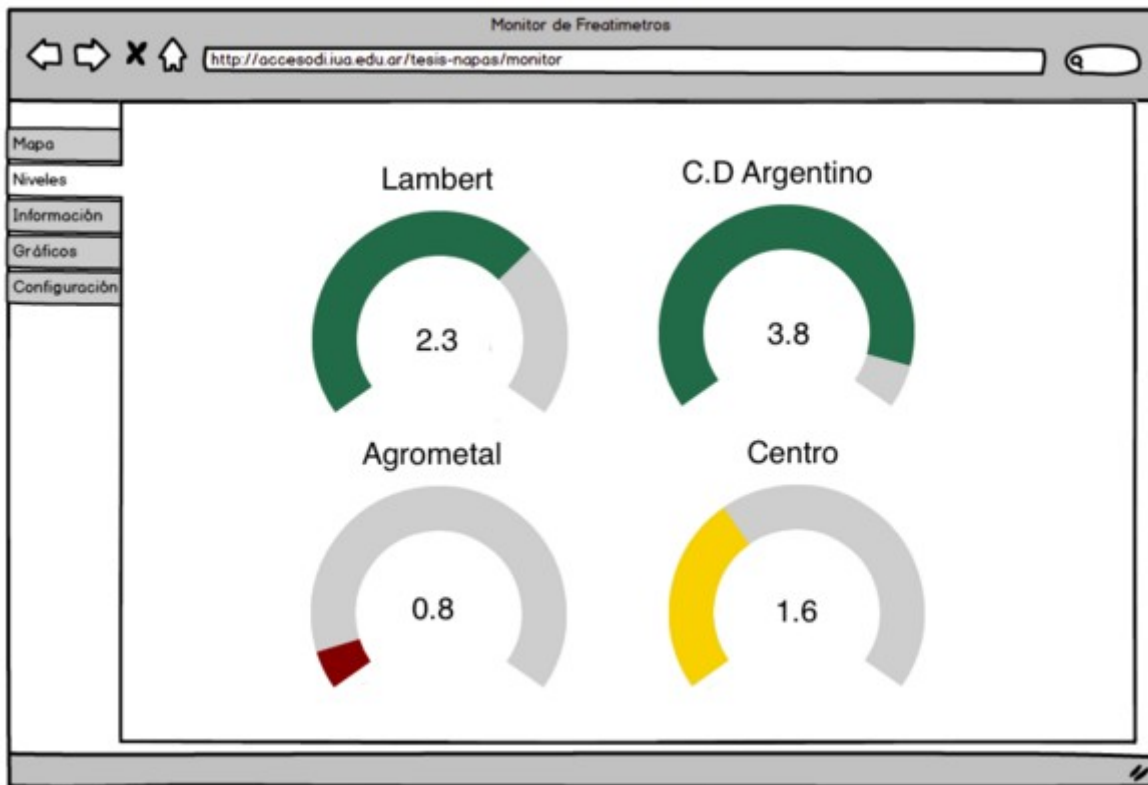 Monitor de Freatimetros
http://accesodi.iua.edu.ar/tesis-napas/monitor
Mapa
Niveles
Información
Gráficos
Configuración
Lambert
2.3
C.D Argentino
3.8
Agrometal
0.8
Centro
1.6